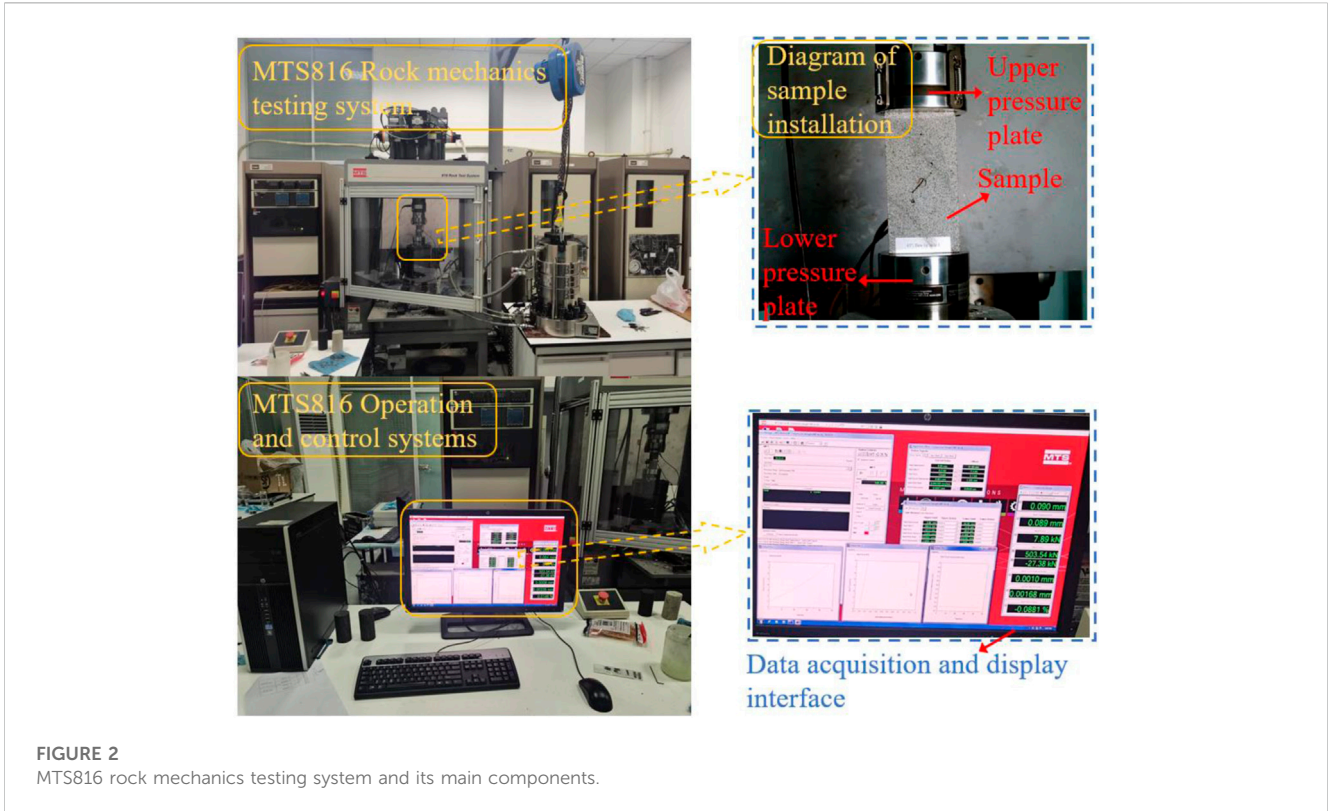 MTS816 Rock mechanics
testing system
Diagram of
sample
installation
Upper
pressure
plate
Sample
Lower
pressure
plate
MTS816 Operation
and control systems
MTS
0.090 mm
0.089 mm
7.89 kN
503.54 kN
-27.38 kN
0.0010 mm
0.00168 mm
-0.0881 %
Data acquisition and display
interface
FIGURE 2
MTS816 rock mechanics testing system and its main components.